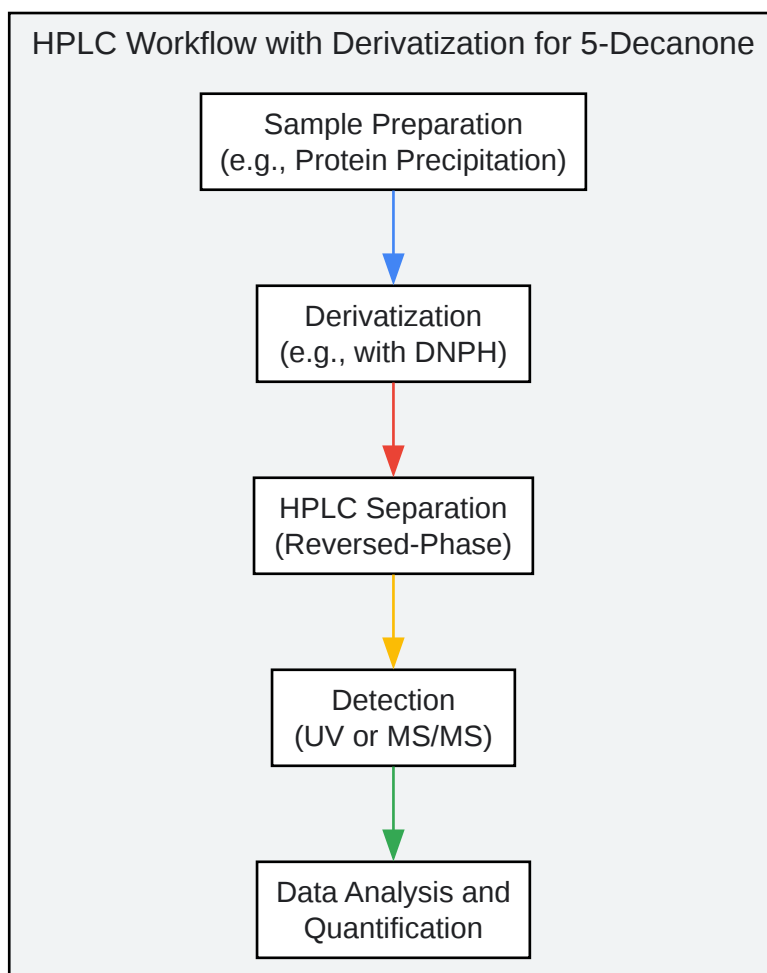 HPLC Workflow with Derivatization for 5-Decanone
Sample Preparation
(e.g., Protein Precipitation)
Derivatization
(e.g., with DNPH)
HPLC Separation
(Reversed-Phase)
Detection
(UV or MS/MS)
Data Analysis and
Quantification